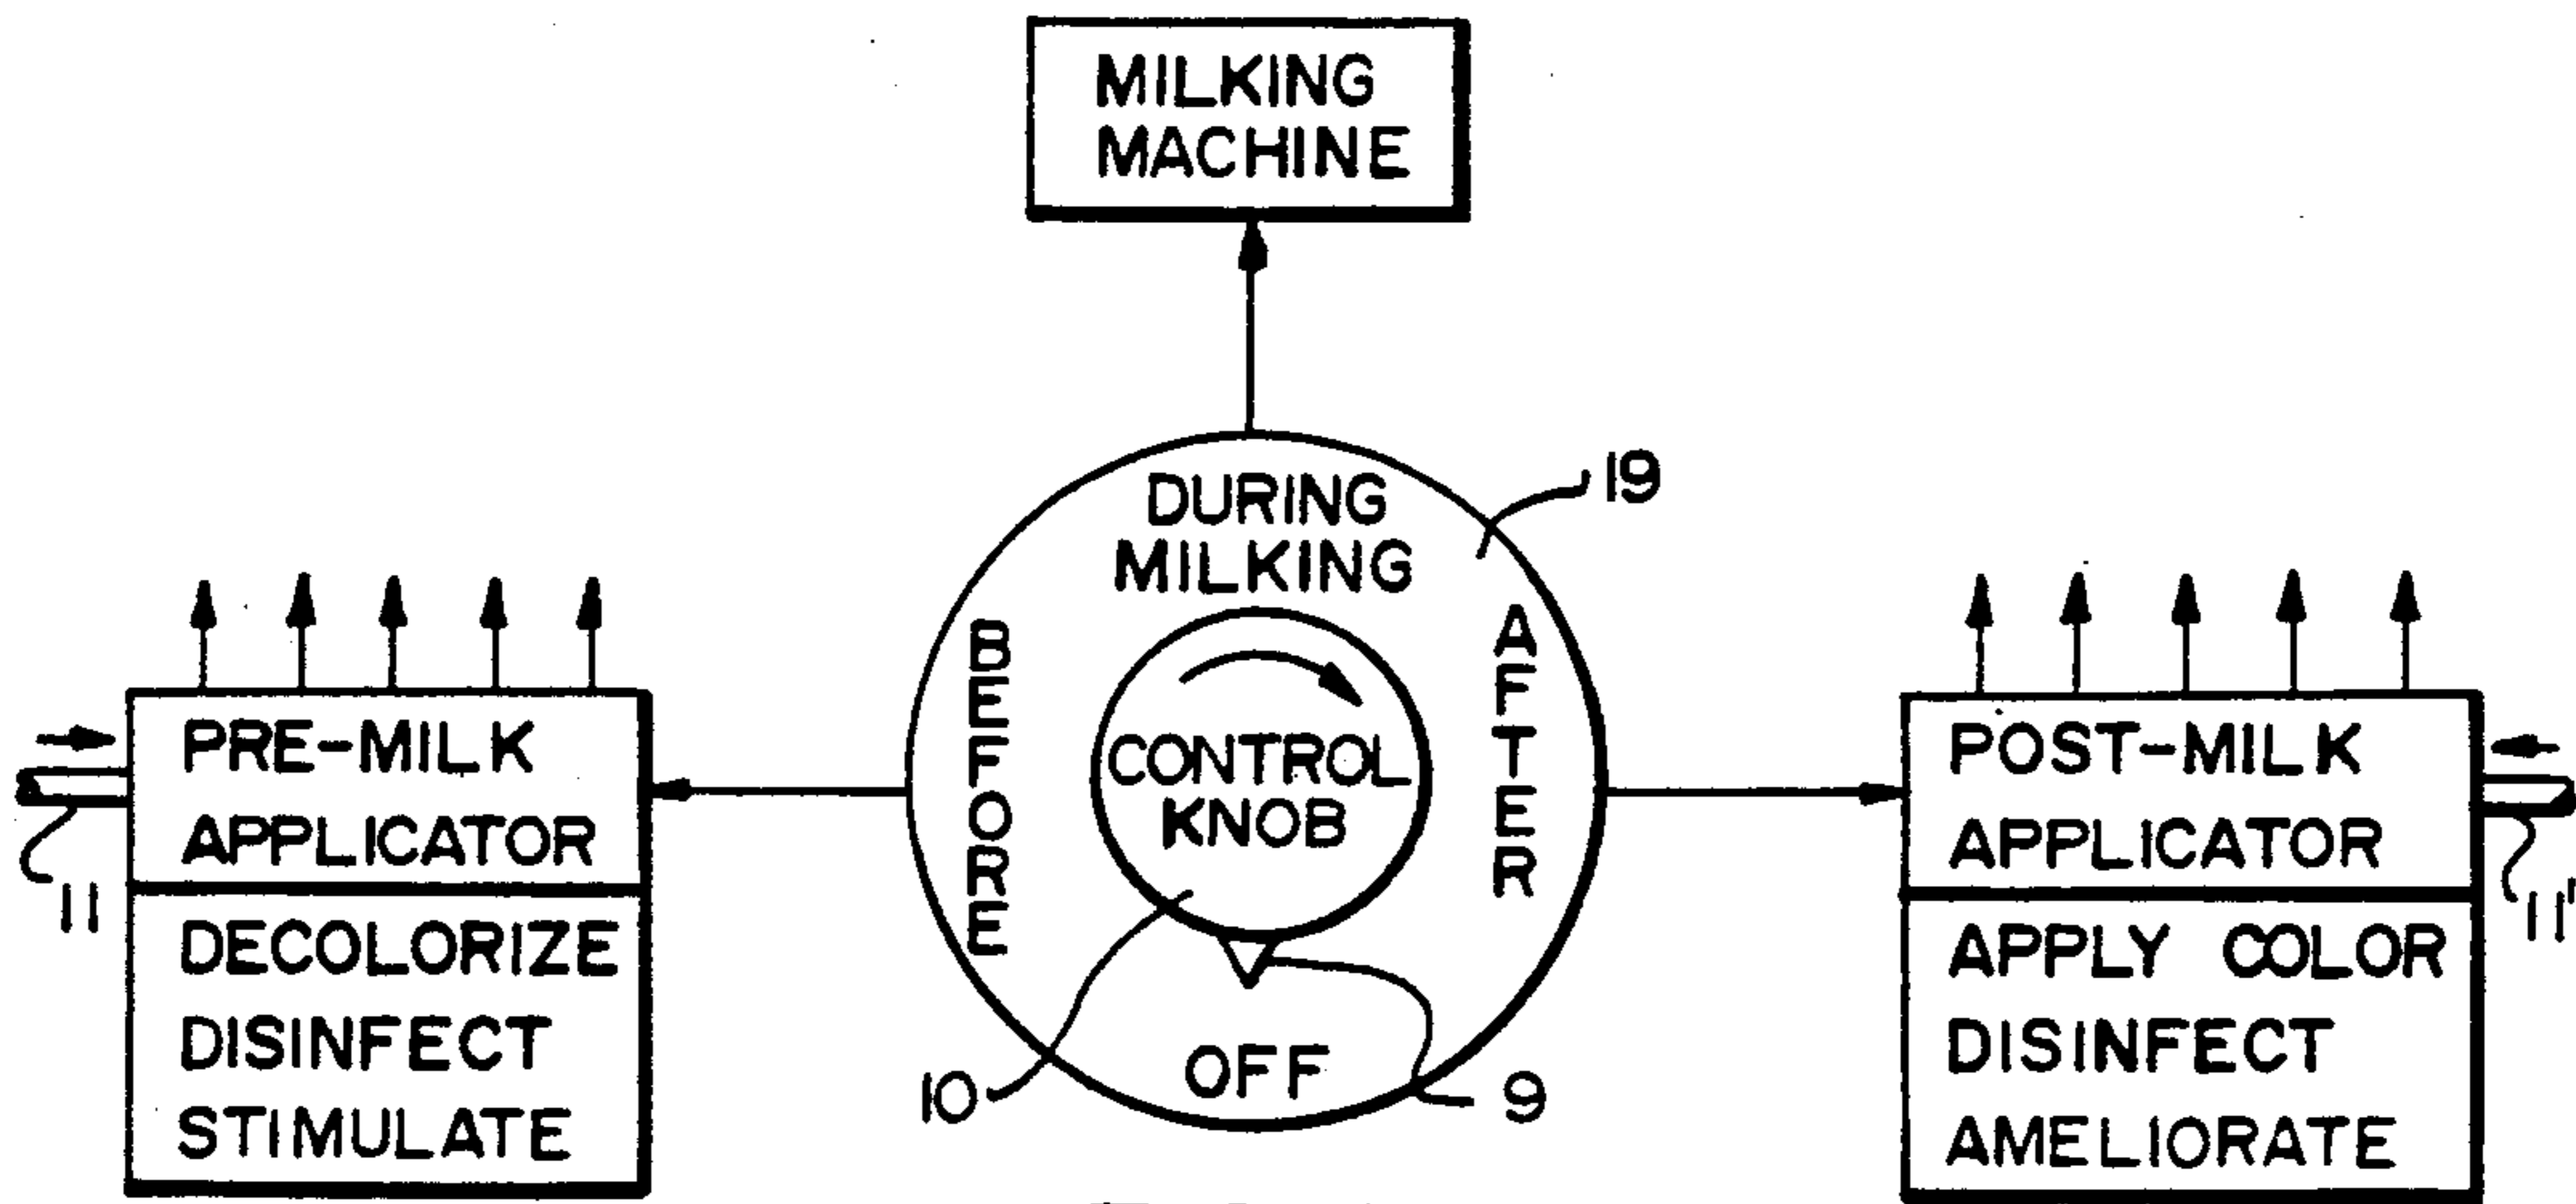 MILKING
MACHINE
DURING
MILKING
19
BEFORE
AFTER
CONTROL
KNOB
10
9
OFF
PRE-MILK
APPLICATOR
11
DECOLORIZE
DISINFECT
STIMULATE
POST-MILK
APPLICATOR
11'
APPLY COLOR
DISINFECT
AMELIORATE